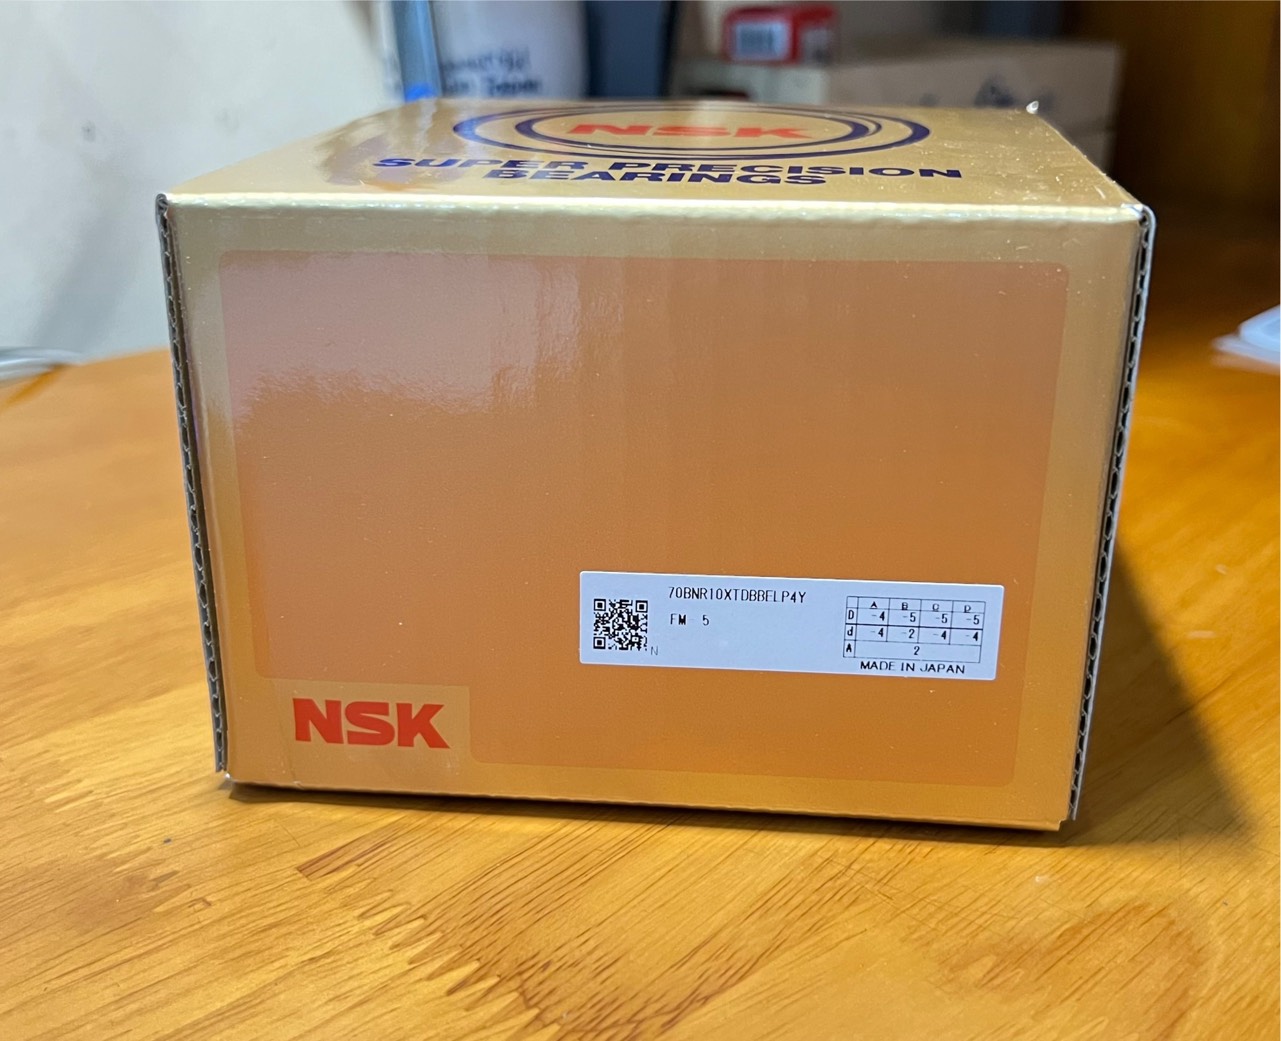 NSK
SUPER PRECISION
BEARINGS
70BNR10XTDBBELP4Y
FM 5
A B C D
D -4 -5 -5 -5
d -4 -2 -4 -4
A 2
N
MADE IN JAPAN
NSK